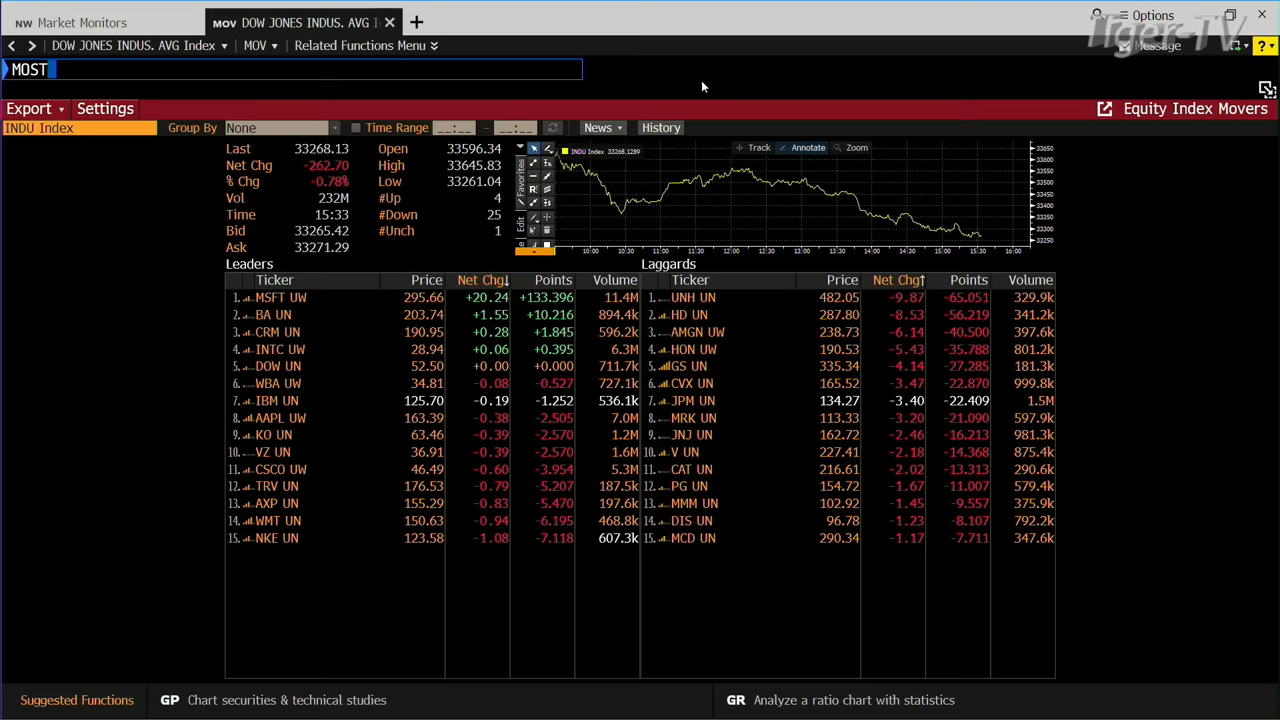 NW Market Monitors
MOV DOW JONES INDUS. AVG I
Options
DOW JONES INDUS. AVG Index MOV Related Functions Menu
Message
Tiger-TV
MOST
Export Settings Equity Index Movers
INDU Index Group By None Time Range __:__ - __:__ News History
Last 33268.13 Open 33596.34
Net Chg -262.70 High 33645.83
% Chg -0.78% Low 33261.04
Vol 232M #Up 4
Time 15:33 #Down 25
Bid 33265.42 #Unch 1
Ask 33271.29
Favorites
Edit
INDU Index 33268.1289
Track Annotate Zoom
33650
33600
33550
33500
33450
33400
33350
33300
33250
10:00 10:30 11:00 11:30 12:00 12:30 13:00 13:30 14:00 14:30 15:00 15:30 16:00
Leaders Laggards
Ticker Price Net Chg↓ Points Volume Ticker Price Net Chg↑ Points Volume
1. MSFT UW 295.66 +20.24 +133.396 11.4M 1. UNH UN 482.05 -9.87 -65.051 329.9k
2. BA UN 203.74 +1.55 +10.216 894.4k 2. HD UN 287.80 -8.53 -56.219 341.2k
3. CRM UN 190.95 +0.28 +1.845 596.2k 3. AMGN UW 238.73 -6.14 -40.500 397.6k
4. INTC UW 28.94 +0.06 +0.395 6.3M 4. HON UW 190.53 -5.43 -35.788 801.2k
5. DOW UN 52.50 +0.00 +0.000 711.7k 5. GS UN 335.34 -4.14 -27.285 181.3k
6. WBA UW 34.81 -0.08 -0.527 727.1k 6. CVX UN 165.52 -3.47 -22.870 999.8k
7. IBM UN 125.70 -0.19 -1.252 536.1k 7. JPM UN 134.27 -3.40 -22.409 1.5M
8. AAPL UW 163.39 -0.38 -2.505 7.0M 8. MRK UN 113.33 -3.20 -21.090 597.9k
9. KO UN 63.46 -0.39 -2.570 1.2M 9. JNJ UN 162.72 -2.46 -16.213 981.3k
10. VZ UN 36.91 -0.39 -2.570 1.6M 10. V UN 227.41 -2.18 -14.368 875.4k
11. CSCO UW 46.49 -0.60 -3.954 5.3M 11. CAT UN 216.61 -2.02 -13.313 290.6k
12. TRV UN 176.53 -0.79 -5.207 187.5k 12. PG UN 154.72 -1.67 -11.007 579.4k
13. AXP UN 155.29 -0.83 -5.470 197.6k 13. MMM UN 102.92 -1.45 -9.557 375.9k
14. WMT UN 150.63 -0.94 -6.195 468.8k 14. DIS UN 96.78 -1.23 -8.107 792.2k
15. NKE UN 123.58 -1.08 -7.118 607.3k 15. MCD UN 290.34 -1.17 -7.711 347.6k
Suggested Functions GP Chart securities & technical studies GR Analyze a ratio chart with statistics